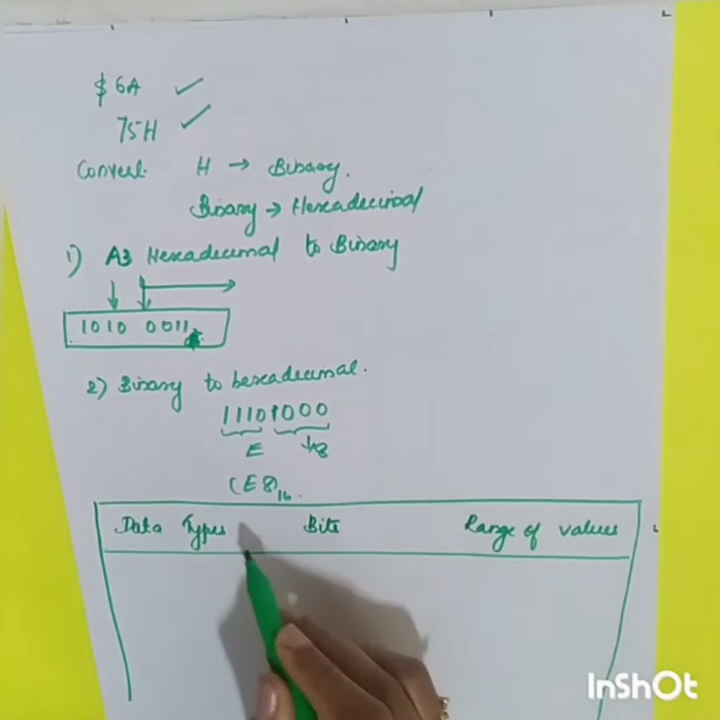 $6A ✓
75H ✓
Convert H → Binary.
Binary → Hexadecimal
1) A3 Hexadecimal to Binary
1010 0011
2) Binary to hexadecimal.
11101000
E 8
(E8)16.
Data Types Bits Range of values
InShOt